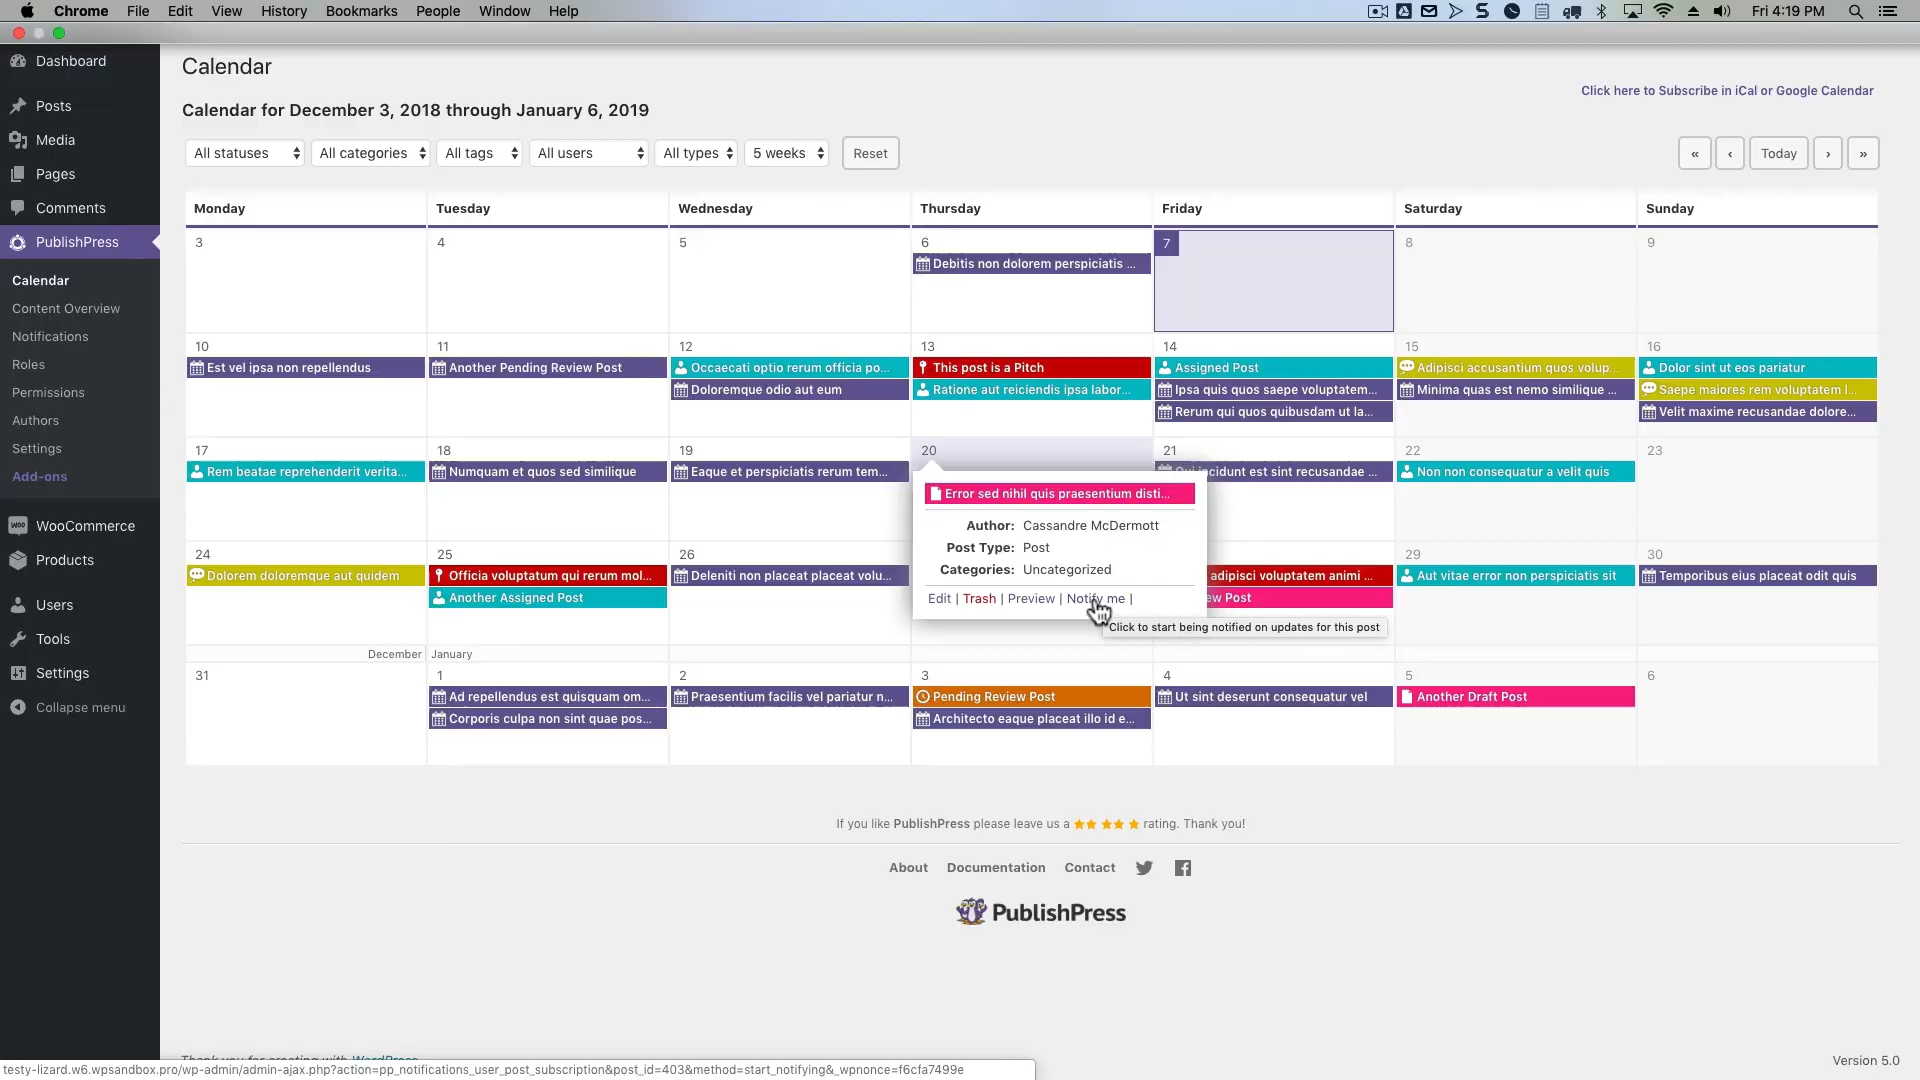 Chrome File Edit View History Bookmarks People Window Help Fri 4:19 PM
Dashboard
Posts
Media
Pages
Comments
PublishPress
Calendar
Content Overview
Notifications
Roles
Permissions
Authors
Settings
Add-ons
WooCommerce
Products
Users
Tools
Settings
Collapse menu
Calendar
Click here to Subscribe in iCal or Google Calendar
Calendar for December 3, 2018 through January 6, 2019
All statuses All categories All tags All users All types 5 weeks Reset « ‹ Today › »
Monday Tuesday Wednesday Thursday Friday Saturday Sunday
3 4 5 6 7 8 9
Debitis non dolorem perspiciatis ...
10 11 12 13 14 15 16
Est vel ipsa non repellendus Another Pending Review Post Occaecati optio rerum officia po... This post is a Pitch Assigned Post Adipisci accusantium quos volup... Dolor sint ut eos pariatur
Doloremque odio aut eum Ratione aut reiciendis ipsa labor... Ipsa quis quos saepe voluptatem... Minima quas est nemo similique ... Saepe maiores rem voluptatem l...
Rerum qui quos quibusdam ut la... Velit maxime recusandae dolore...
17 18 19 20 21 22 23
Rem beatae reprehenderit verita... Numquam et quos sed similique Eaque et perspiciatis rerum tem... Qui incidunt est sint recusandae ... Non non consequatur a velit quis
Error sed nihil quis praesentium disti...
Author: Cassandre McDermott
Post Type: Post
Categories: Uncategorized
Edit | Trash | Preview | Notify me |
Click to start being notified on updates for this post
24 25 26 29 30
Dolorem doloremque aut quidem Officia voluptatum qui rerum mol... Deleniti non placeat placeat volu... adipisci voluptatem animi ... Aut vitae error non perspiciatis sit Temporibus eius placeat odit quis
Another Assigned Post ew Post
December January
31 1 2 3 4 5 6
Ad repellendus est quisquam om... Praesentium facilis vel pariatur n... Pending Review Post Ut sint deserunt consequatur vel Another Draft Post
Corporis culpa non sint quae pos... Architecto eaque placeat illo id e...
If you like PublishPress please leave us a rating. Thank you!
About Documentation Contact
PublishPress
Thank you for creating with WordPress
Version 5.0
testy-lizard.w6.wpsandbox.pro/wp-admin/admin-ajax.php?action=pp_notifications_user_post_subscription&post_id=403&method=start_notifying&_wpnonce=f6cfa7499e